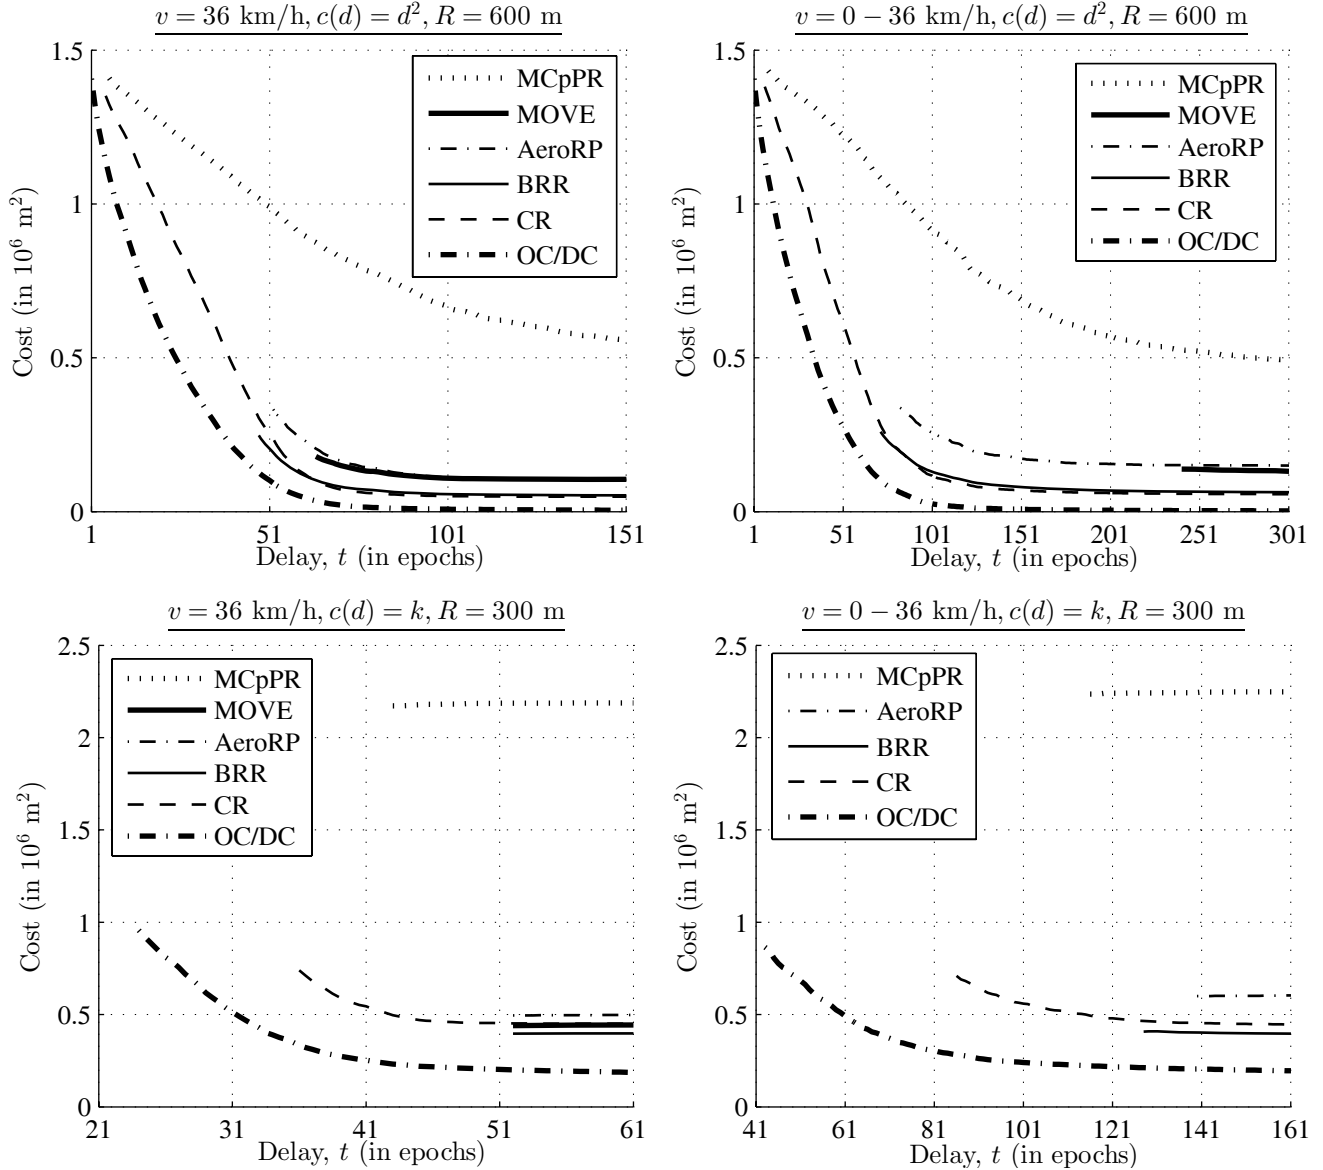 v = 36 km/h, c(d) = d², R = 600 m
1.5
1
0.5
0
Cost (in 10⁶ m²)
MCpPR
MOVE
AeroRP
BRR
CR
OC/DC
1 51 101 151
Delay, t (in epochs)
v = 0 − 36 km/h, c(d) = d², R = 600 m
1.5
1
0.5
0
Cost (in 10⁶ m²)
MCpPR
MOVE
AeroRP
BRR
CR
OC/DC
1 51 101 151 201 251 301
Delay, t (in epochs)
v = 36 km/h, c(d) = k, R = 300 m
2.5
2
1.5
1
0.5
0
Cost (in 10⁶ m²)
MCpPR
MOVE
AeroRP
BRR
CR
OC/DC
21 31 41 51 61
Delay, t (in epochs)
v = 0 − 36 km/h, c(d) = k, R = 300 m
2.5
2
1.5
1
0.5
0
Cost (in 10⁶ m²)
MCpPR
AeroRP
BRR
CR
OC/DC
41 61 81 101 121 141 161
Delay, t (in epochs)